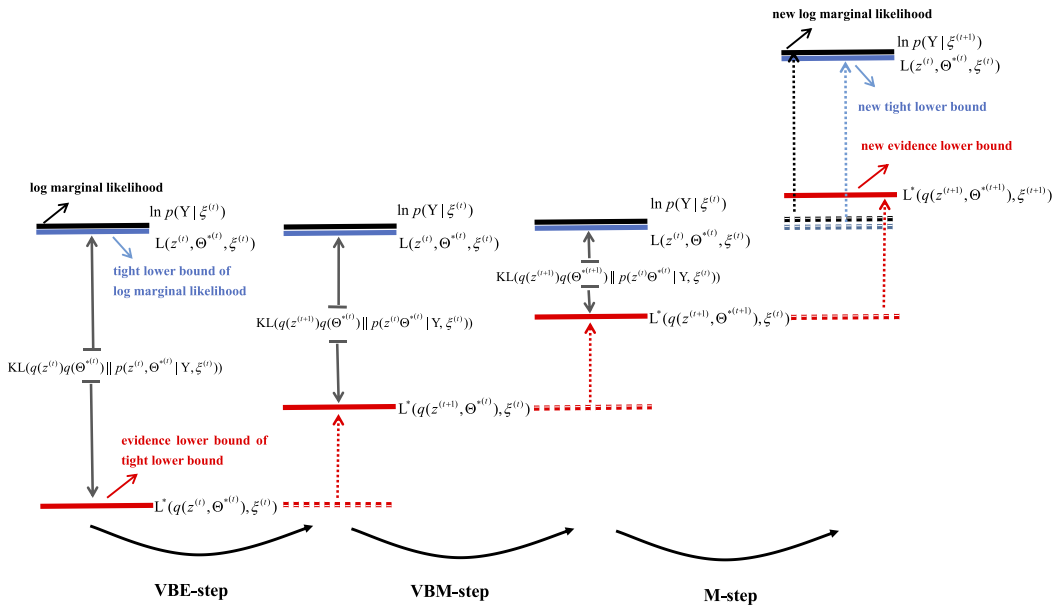 new log marginal likelihood
ln p(Y | ξ^(t+1))
L(z^(t), Θ*^(t), ξ^(t))
new tight lower bound
new evidence lower bound
L*(q(z^(t+1), Θ*^(t+1)), ξ^(t+1))
log marginal likelihood
ln p(Y | ξ^(t))
L(z^(t), Θ*^(t), ξ^(t))
tight lower bound of
log marginal likelihood
KL(q(z^(t))q(Θ*^(t)) || p(z^(t), Θ*^(t) | Y, ξ^(t)))
evidence lower bound of
tight lower bound
L*(q(z^(t), Θ*^(t)), ξ^(t))
ln p(Y | ξ^(t))
L(z^(t), Θ*^(t), ξ^(t))
KL(q(z^(t+1))q(Θ*^(t)) || p(z^(t)Θ*^(t) | Y, ξ^(t)))
L*(q(z^(t+1), Θ*^(t)), ξ^(t))
ln p(Y | ξ^(t))
L(z^(t), Θ*^(t), ξ^(t))
KL(q(z^(t+1))q(Θ*^(t+1)) || p(z^(t)Θ*^(t) | Y, ξ^(t)))
L*(q(z^(t+1), Θ*^(t+1)), ξ^(t))
VBE-step
VBM-step
M-step